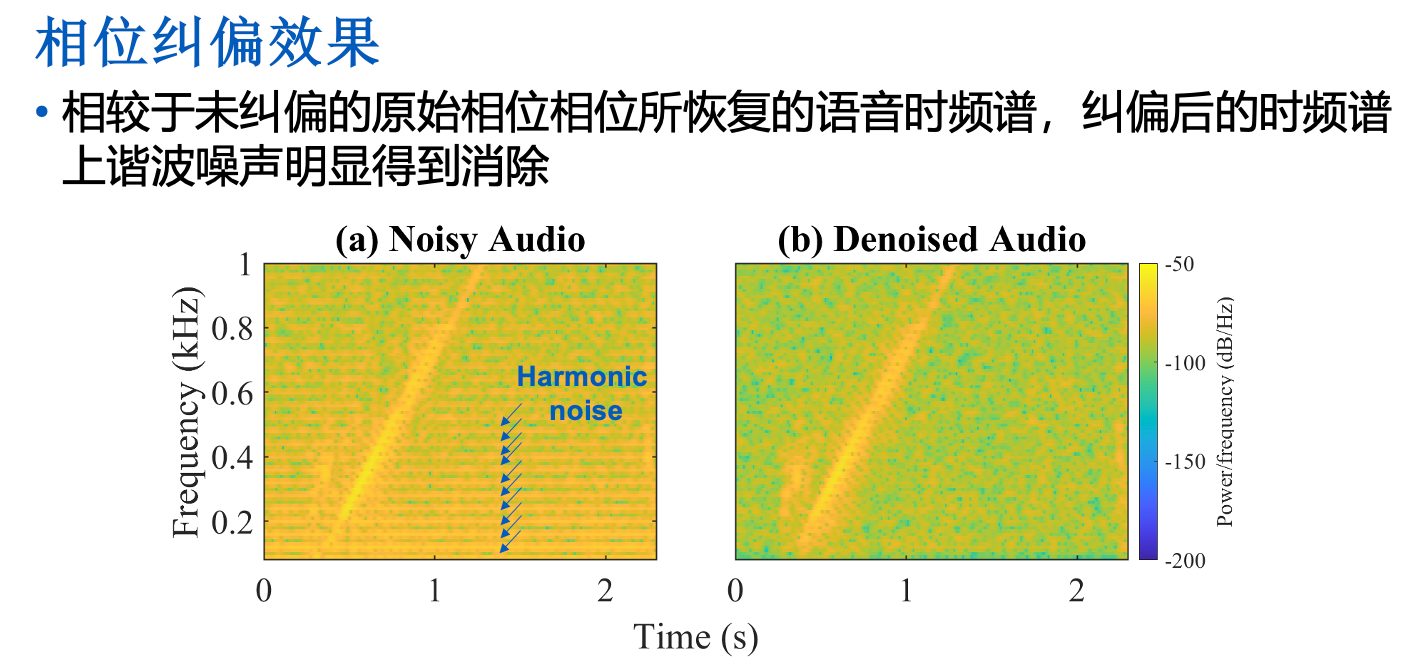 相位纠偏效果
• 相较于未纠偏的原始相位相位所恢复的语音时频谱，纠偏后的时频谱
上谐波噪声明显得到消除
(a) Noisy Audio
(b) Denoised Audio
Frequency (kHz)
1
0.8
0.6
0.4
0.2
Harmonic
noise
0
1
2
0
1
2
Time (s)
-50
-100
-150
-200
Power/frequency (dB/Hz)